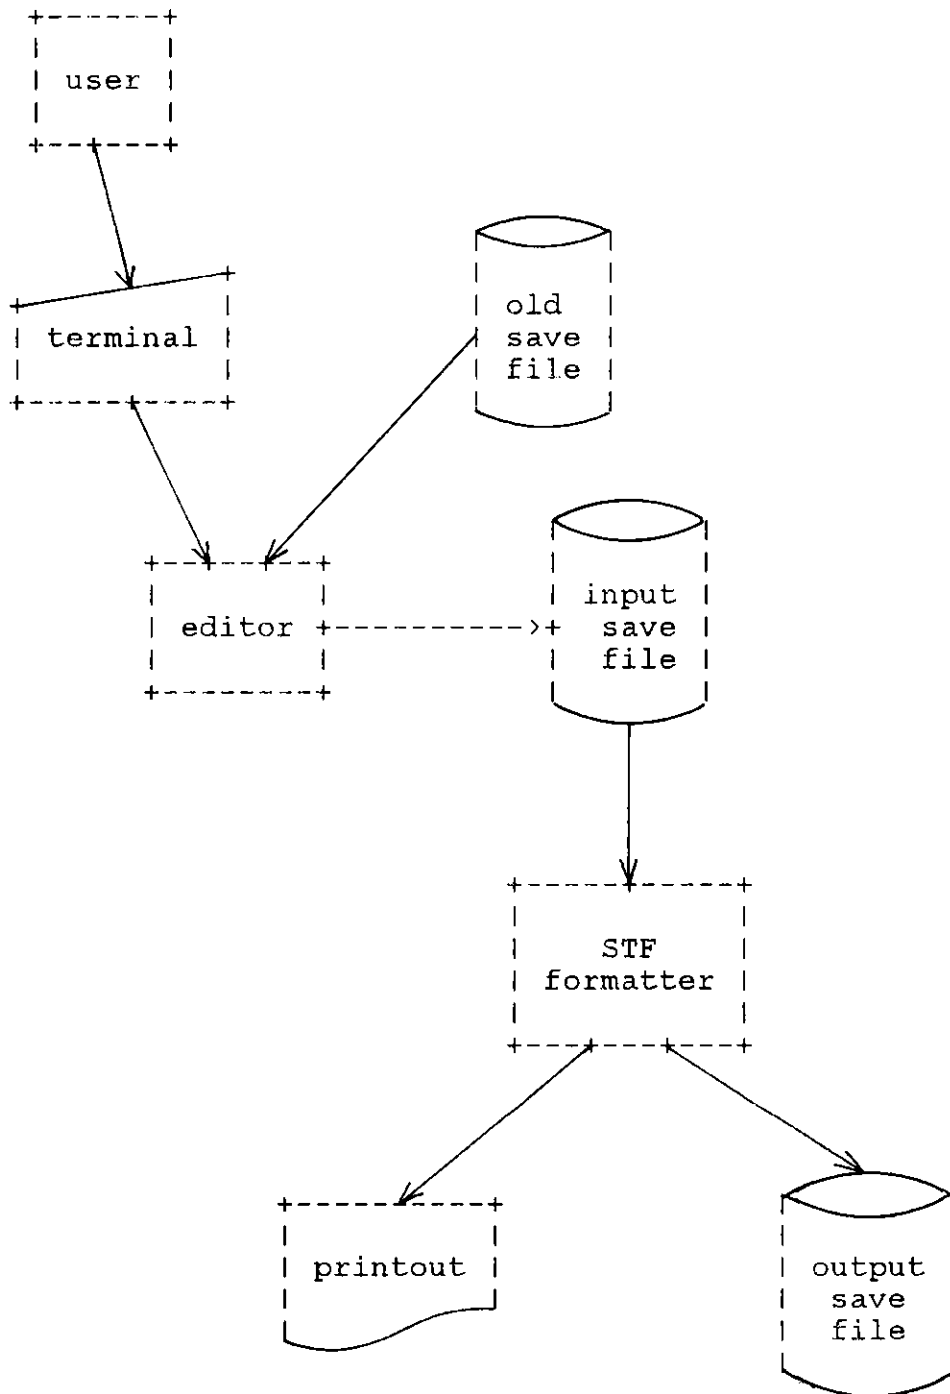 user
terminal
old
save
file
editor
input
save
file
STF
formatter
printout
output
save
file